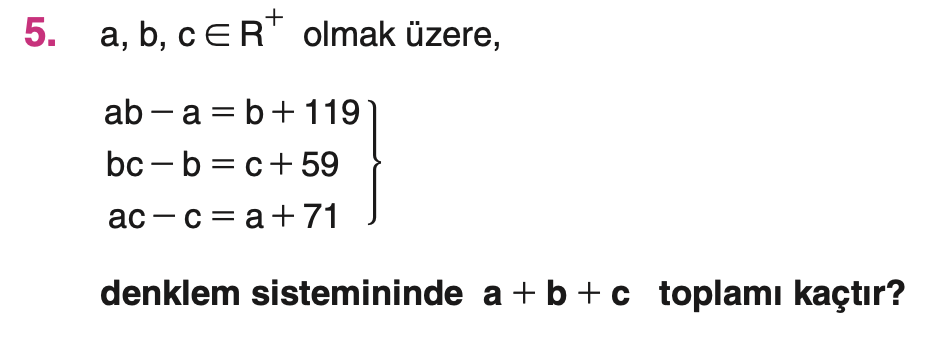 5. a, b, c ∈ R⁺ olmak üzere,
ab − a = b + 119
bc − b = c + 59
ac − c = a + 71
denklem sistemininde a + b + c toplamı kaçtır?